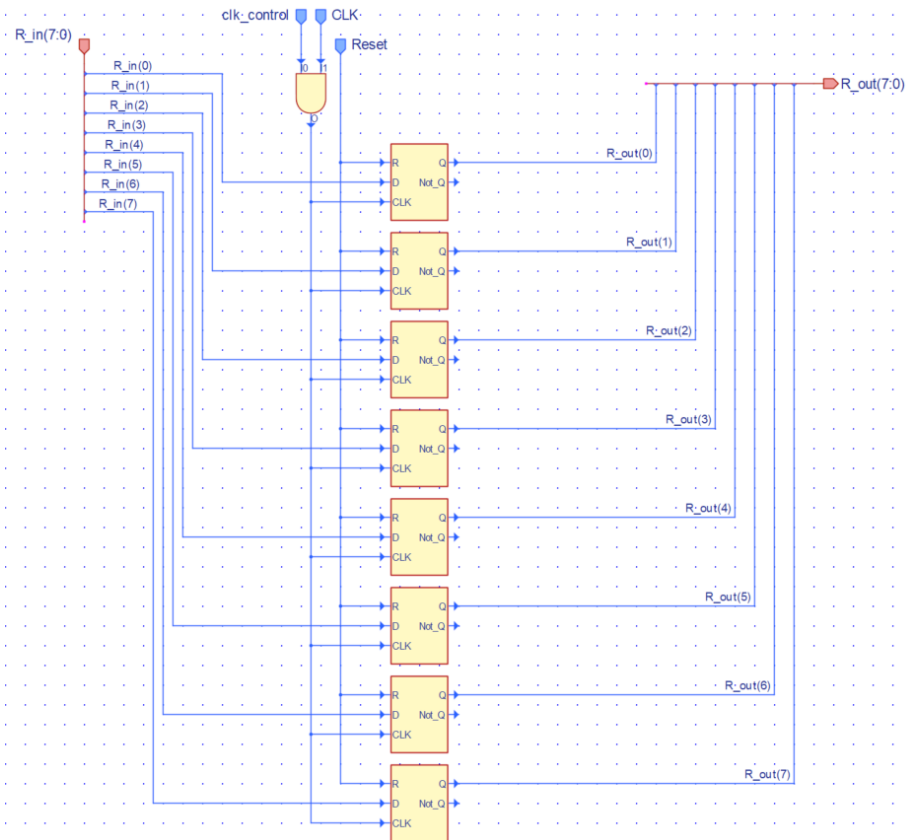 clk_control
CLK
R_in(7:0)
Reset
R_in(0)
R_in(1)
R_in(2)
R_in(3)
R_in(4)
R_in(5)
R_in(6)
R_in(7)
0
1
O
R_out(7:0)
R Q
R_out(0)
D Not_Q
CLK
R Q
R_out(1)
D Not_Q
CLK
R Q
R_out(2)
D Not_Q
CLK
R Q
R_out(3)
D Not_Q
CLK
R Q
R_out(4)
D Not_Q
CLK
R Q
R_out(5)
D Not_Q
CLK
R Q
R_out(6)
D Not_Q
CLK
R Q
R_out(7)
D Not_Q
CLK